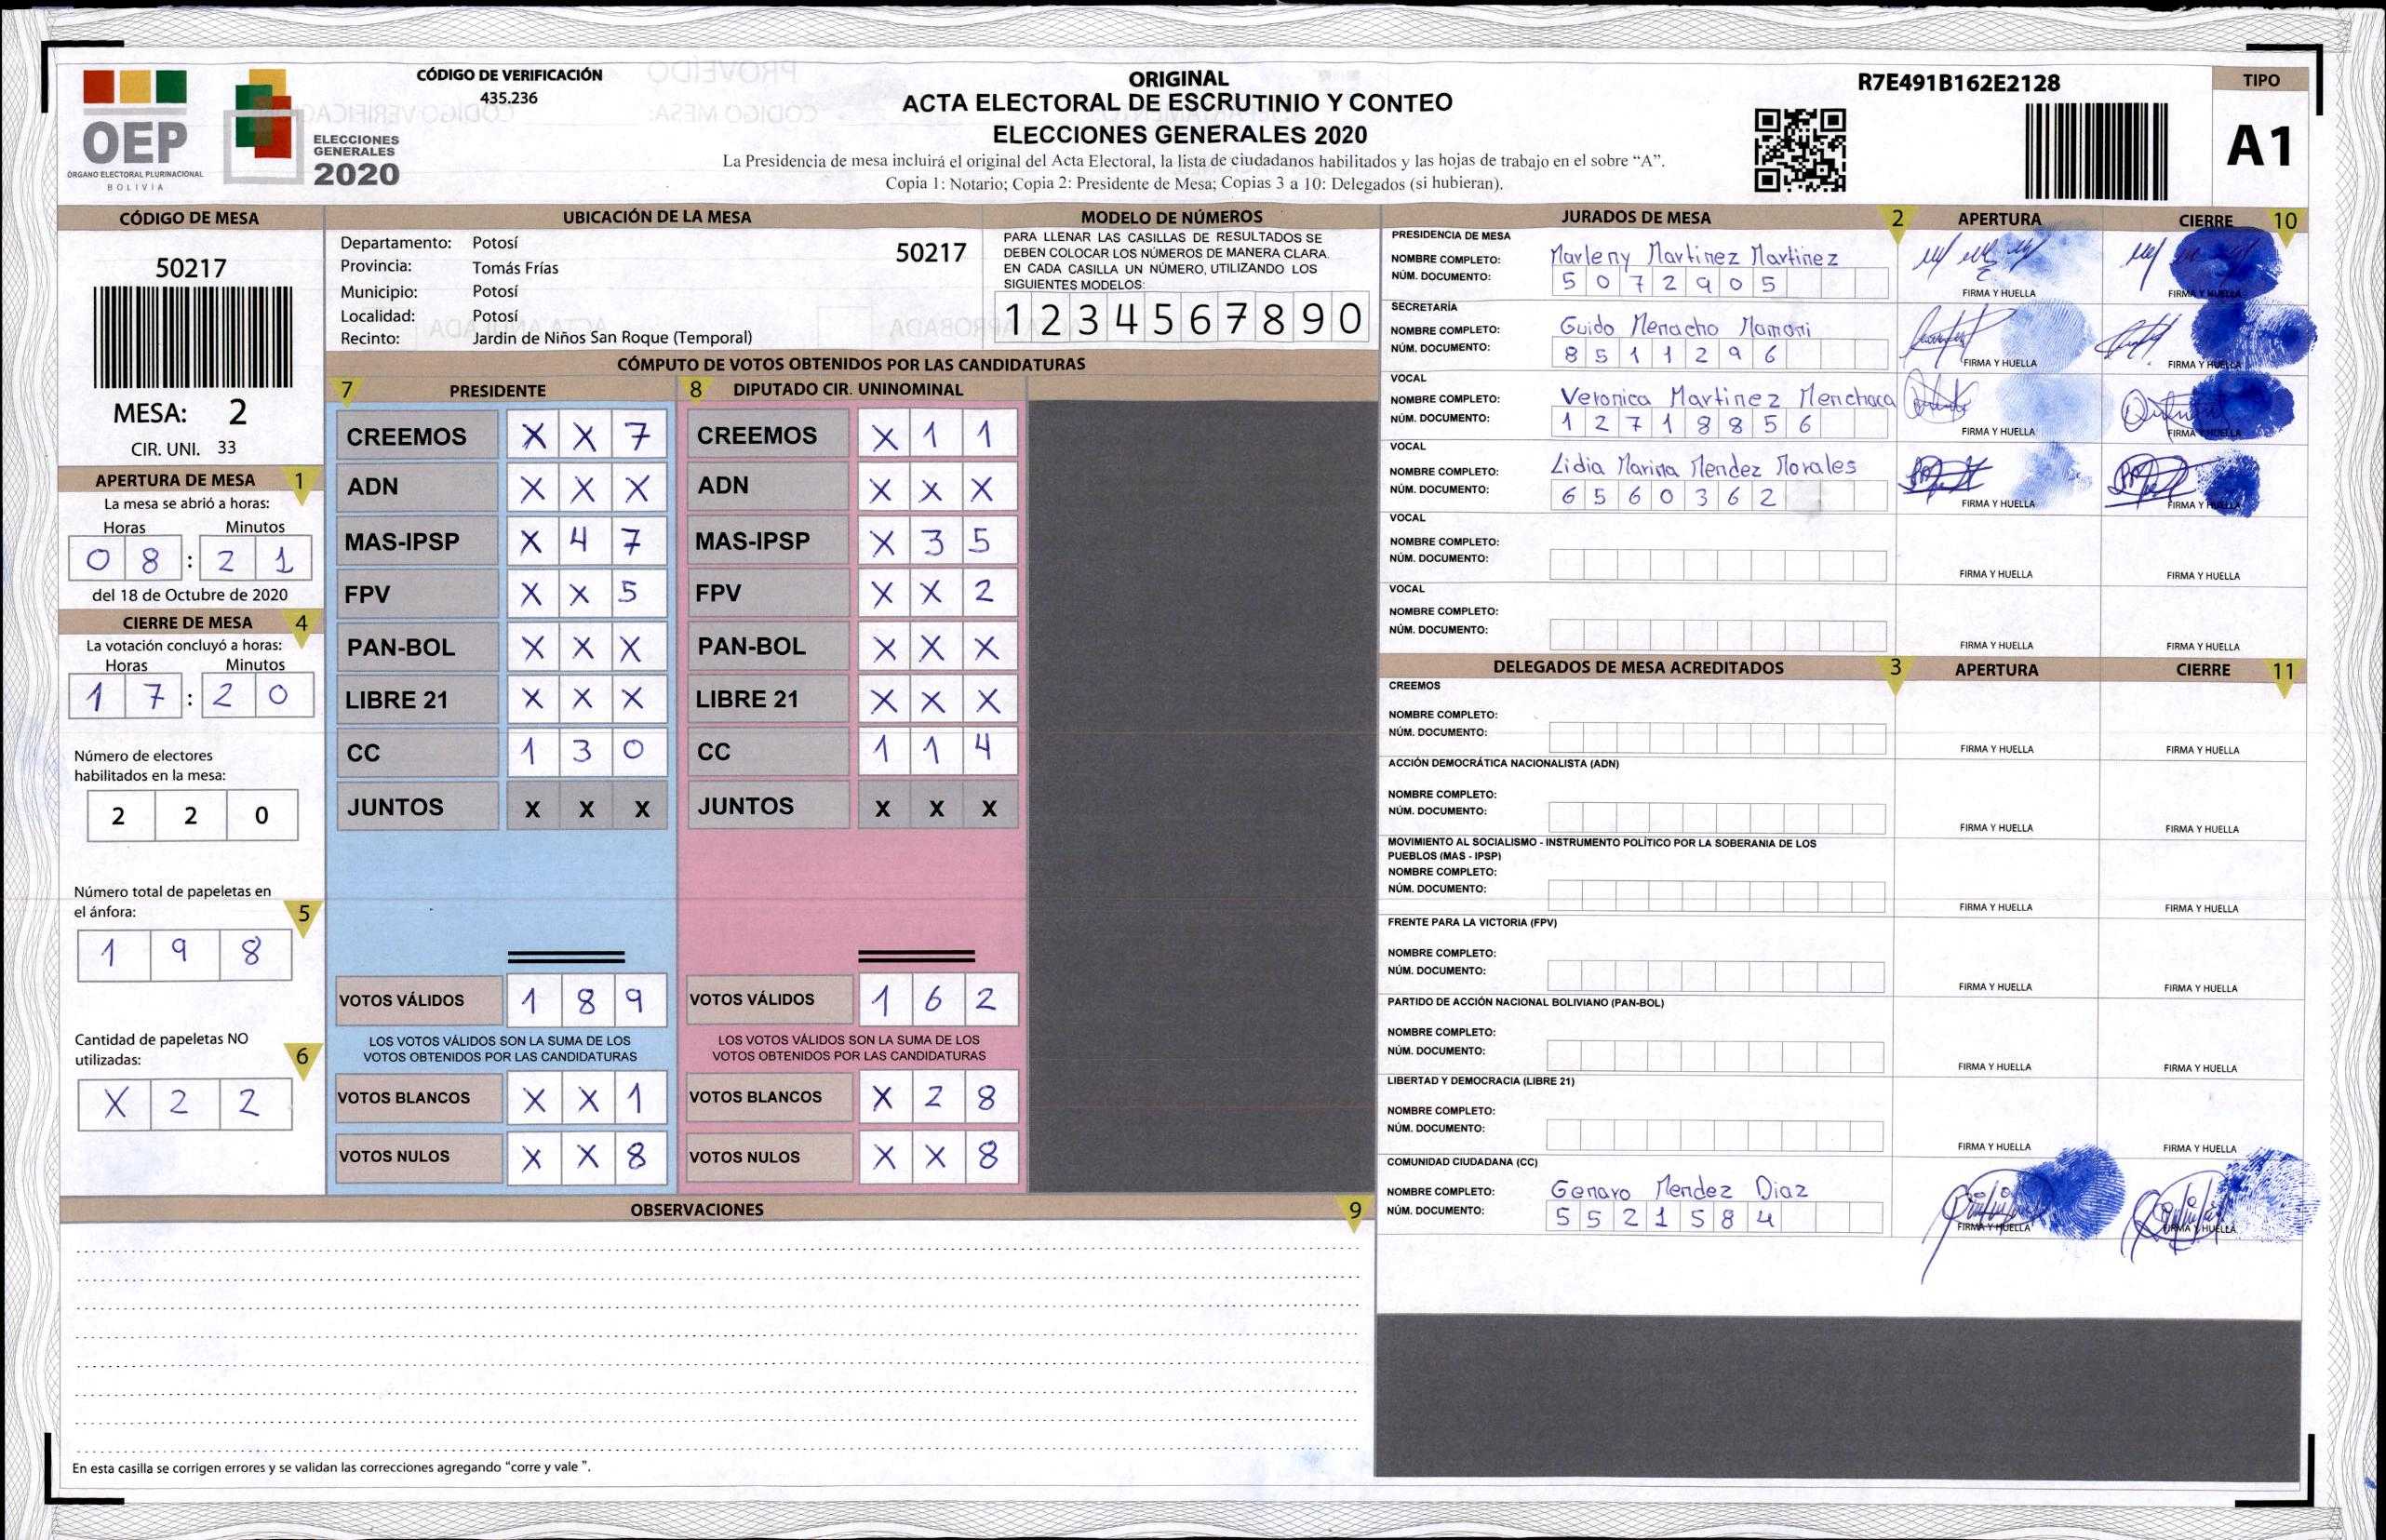 CÓDIGO DE VERIFICACIÓN
435.236
OEP
ÓRGANO ELECTORAL PLURINACIONAL
BOLIVIA
ELECCIONES
GENERALES
2020
ORIGINAL
ACTA ELECTORAL DE ESCRUTINIO Y CONTEO
ELECCIONES GENERALES 2020
La Presidencia de mesa incluirá el original del Acta Electoral, la lista de ciudadanos habilitados y las hojas de trabajo en el sobre “A”.
Copia 1: Notario; Copia 2: Presidente de Mesa; Copias 3 a 10: Delegados (si hubieran).
R7E491B162E2128
TIPO
A1
CÓDIGO DE MESA
50217
MESA: 2
CIR. UNI. 33
APERTURA DE MESA 1
La mesa se abrió a horas:
Horas Minutos
0 8 : 2 1
del 18 de Octubre de 2020
CIERRE DE MESA 4
La votación concluyó a horas:
Horas Minutos
1 7 : 2 0
Número de electores
habilitados en la mesa:
2 2 0
Número total de papeletas en
el ánfora: 5
1 9 8
Cantidad de papeletas NO
utilizadas: 6
X 2 2
UBICACIÓN DE LA MESA
Departamento: Potosí 50217
Provincia: Tomás Frías
Municipio: Potosí
Localidad: Potosí
Recinto: Jardin de Niños San Roque (Temporal)
MODELO DE NÚMEROS
PARA LLENAR LAS CASILLAS DE RESULTADOS SE
DEBEN COLOCAR LOS NÚMEROS DE MANERA CLARA.
EN CADA CASILLA UN NÚMERO, UTILIZANDO LOS
SIGUIENTES MODELOS:
1 2 3 4 5 6 7 8 9 0
CÓMPUTO DE VOTOS OBTENIDOS POR LAS CANDIDATURAS
7 PRESIDENTE
CREEMOS X X 7
ADN X X X
MAS-IPSP X 4 7
FPV X X 5
PAN-BOL X X X
LIBRE 21 X X X
CC 1 3 0
JUNTOS X X X
VOTOS VÁLIDOS 1 8 9
LOS VOTOS VÁLIDOS SON LA SUMA DE LOS
VOTOS OBTENIDOS POR LAS CANDIDATURAS
VOTOS BLANCOS X X 1
VOTOS NULOS X X 8
8 DIPUTADO CIR. UNINOMINAL
CREEMOS X 1 1
ADN X X X
MAS-IPSP X 3 5
FPV X X 2
PAN-BOL X X X
LIBRE 21 X X X
CC 1 1 4
JUNTOS X X X
VOTOS VÁLIDOS 1 6 2
LOS VOTOS VÁLIDOS SON LA SUMA DE LOS
VOTOS OBTENIDOS POR LAS CANDIDATURAS
VOTOS BLANCOS X 2 8
VOTOS NULOS X X 8
OBSERVACIONES 9
En esta casilla se corrigen errores y se validan las correcciones agregando “corre y vale ”.
JURADOS DE MESA 2 APERTURA CIERRE 10
PRESIDENCIA DE MESA
NOMBRE COMPLETO: Marleny Martinez Martinez
NÚM. DOCUMENTO: 5 0 7 2 9 0 5
FIRMA Y HUELLA FIRMA Y HUELLA
SECRETARÍA
NOMBRE COMPLETO: Guido Menacho Mamani
NÚM. DOCUMENTO: 8 5 1 1 2 9 6
FIRMA Y HUELLA FIRMA Y HUELLA
VOCAL
NOMBRE COMPLETO: Veronica Martinez Menchaca
NÚM. DOCUMENTO: 1 2 7 1 8 8 5 6
FIRMA Y HUELLA FIRMA Y HUELLA
VOCAL
NOMBRE COMPLETO: Lidia Marina Mendez Morales
NÚM. DOCUMENTO: 6 5 6 0 3 6 2
FIRMA Y HUELLA FIRMA Y HUELLA
VOCAL
NOMBRE COMPLETO:
NÚM. DOCUMENTO:
FIRMA Y HUELLA FIRMA Y HUELLA
VOCAL
NOMBRE COMPLETO:
NÚM. DOCUMENTO:
FIRMA Y HUELLA FIRMA Y HUELLA
DELEGADOS DE MESA ACREDITADOS 3 APERTURA CIERRE 11
CREEMOS
NOMBRE COMPLETO:
NÚM. DOCUMENTO:
FIRMA Y HUELLA FIRMA Y HUELLA
ACCIÓN DEMOCRÁTICA NACIONALISTA (ADN)
NOMBRE COMPLETO:
NÚM. DOCUMENTO:
FIRMA Y HUELLA FIRMA Y HUELLA
MOVIMIENTO AL SOCIALISMO - INSTRUMENTO POLÍTICO POR LA SOBERANIA DE LOS
PUEBLOS (MAS - IPSP)
NOMBRE COMPLETO:
NÚM. DOCUMENTO:
FIRMA Y HUELLA FIRMA Y HUELLA
FRENTE PARA LA VICTORIA (FPV)
NOMBRE COMPLETO:
NÚM. DOCUMENTO:
FIRMA Y HUELLA FIRMA Y HUELLA
PARTIDO DE ACCIÓN NACIONAL BOLIVIANO (PAN-BOL)
NOMBRE COMPLETO:
NÚM. DOCUMENTO:
FIRMA Y HUELLA FIRMA Y HUELLA
LIBERTAD Y DEMOCRACIA (LIBRE 21)
NOMBRE COMPLETO:
NÚM. DOCUMENTO:
FIRMA Y HUELLA FIRMA Y HUELLA
COMUNIDAD CIUDADANA (CC)
NOMBRE COMPLETO: Genaro Mendez Diaz
NÚM. DOCUMENTO: 5 5 2 1 5 8 4
FIRMA Y HUELLA FIRMA Y HUELLA